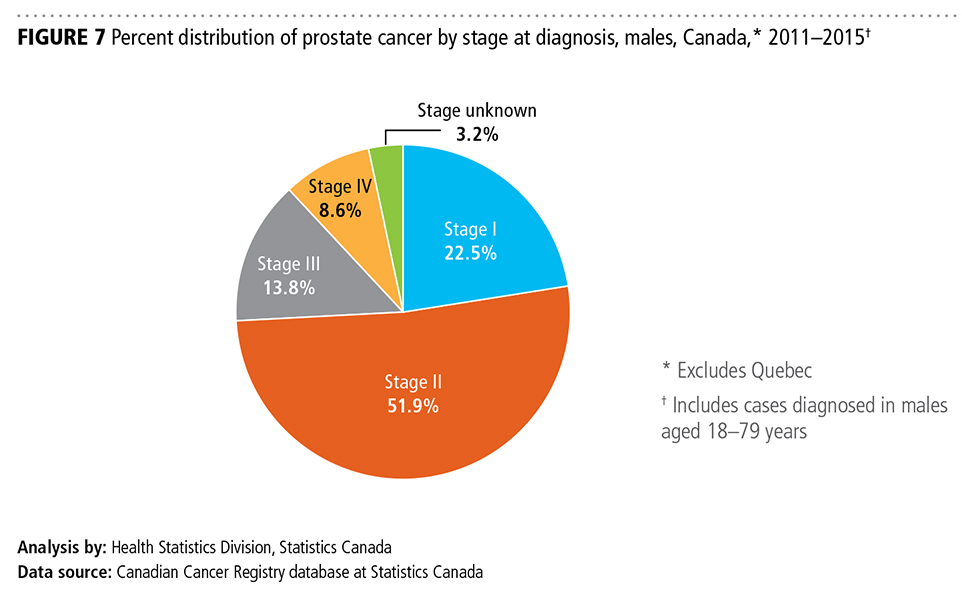 FIGURE 7 Percent distribution of prostate cancer by stage at diagnosis, males, Canada,* 2011–2015†
Stage unknown
3.2%
Stage IV
8.6%
Stage I
22.5%
Stage III
13.8%
Stage II
51.9%
* Excludes Quebec
† Includes cases diagnosed in males
aged 18–79 years
Analysis by: Health Statistics Division, Statistics Canada
Data source: Canadian Cancer Registry database at Statistics Canada